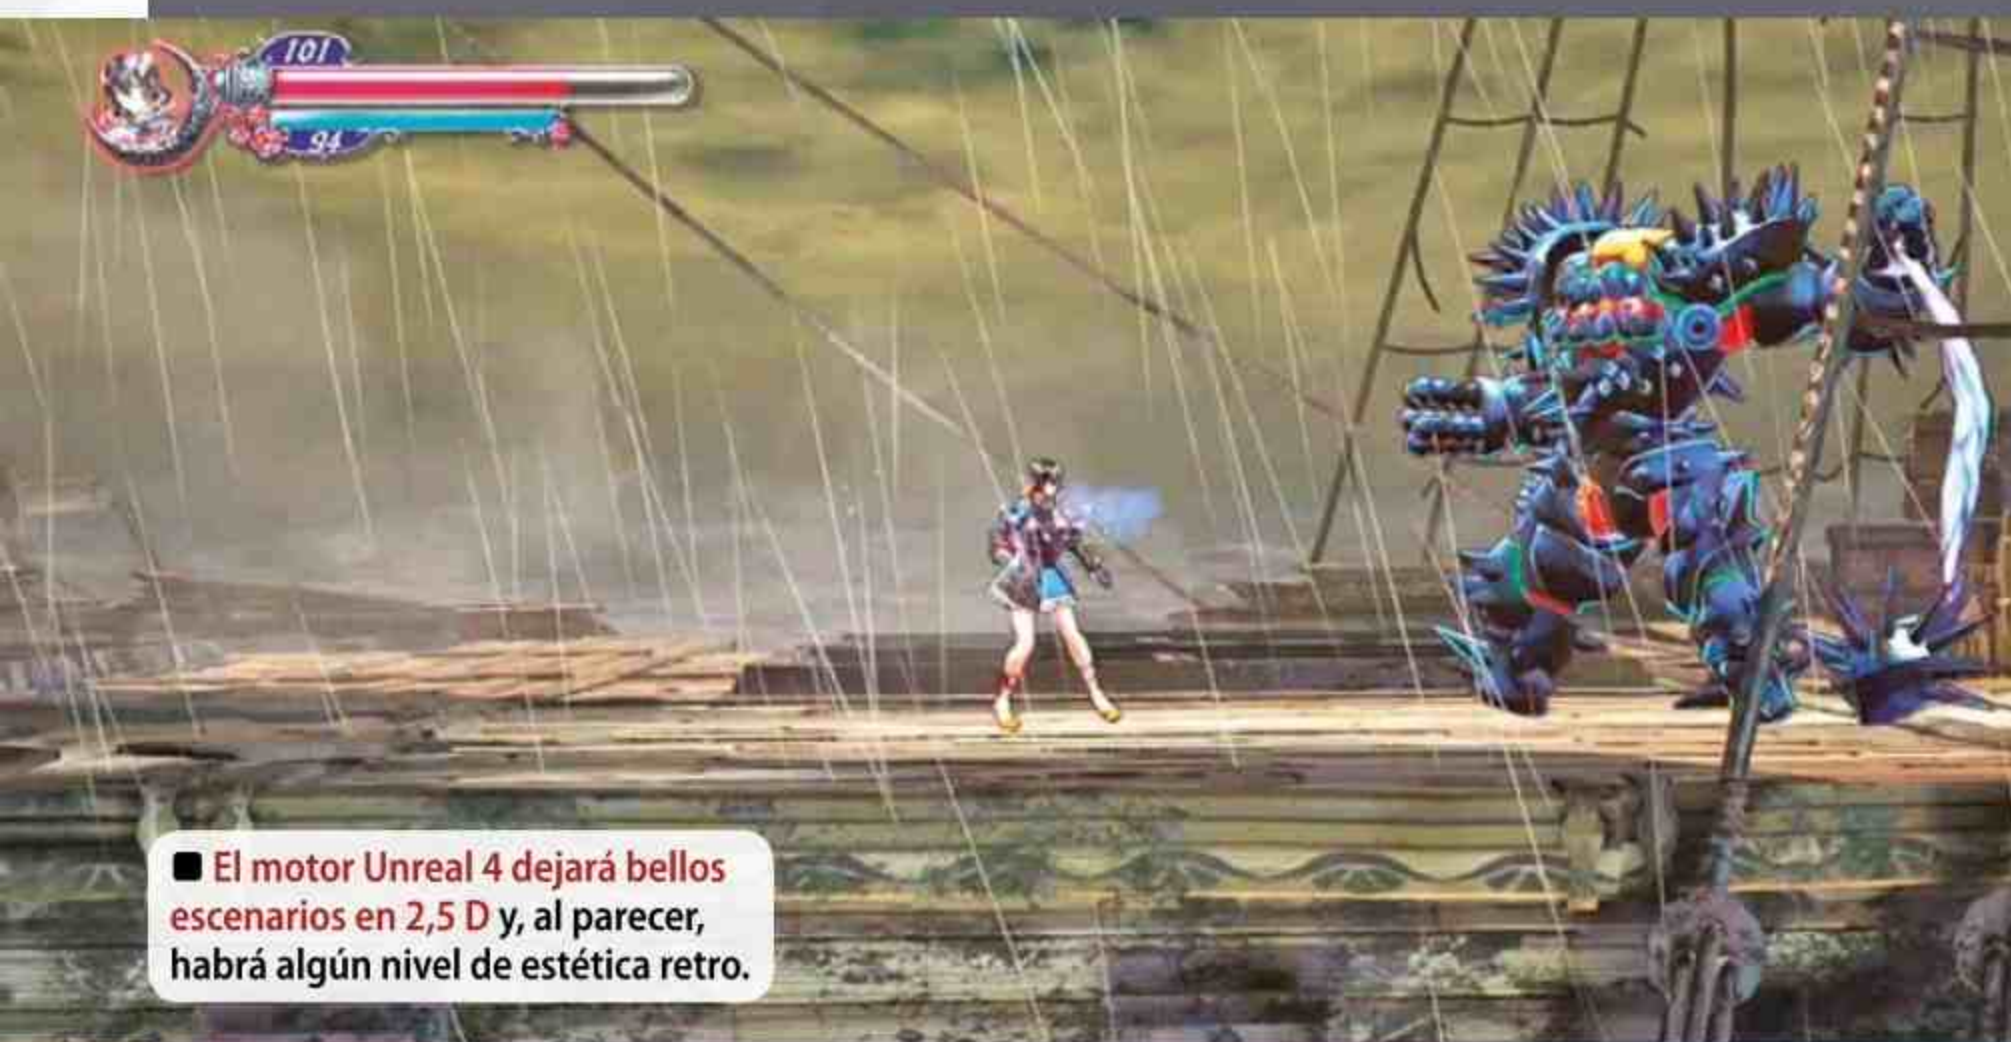 101
94
■ El motor Unreal 4 dejará bellos
escenarios en 2,5 D y, al parecer,
habrá algún nivel de estética retro.